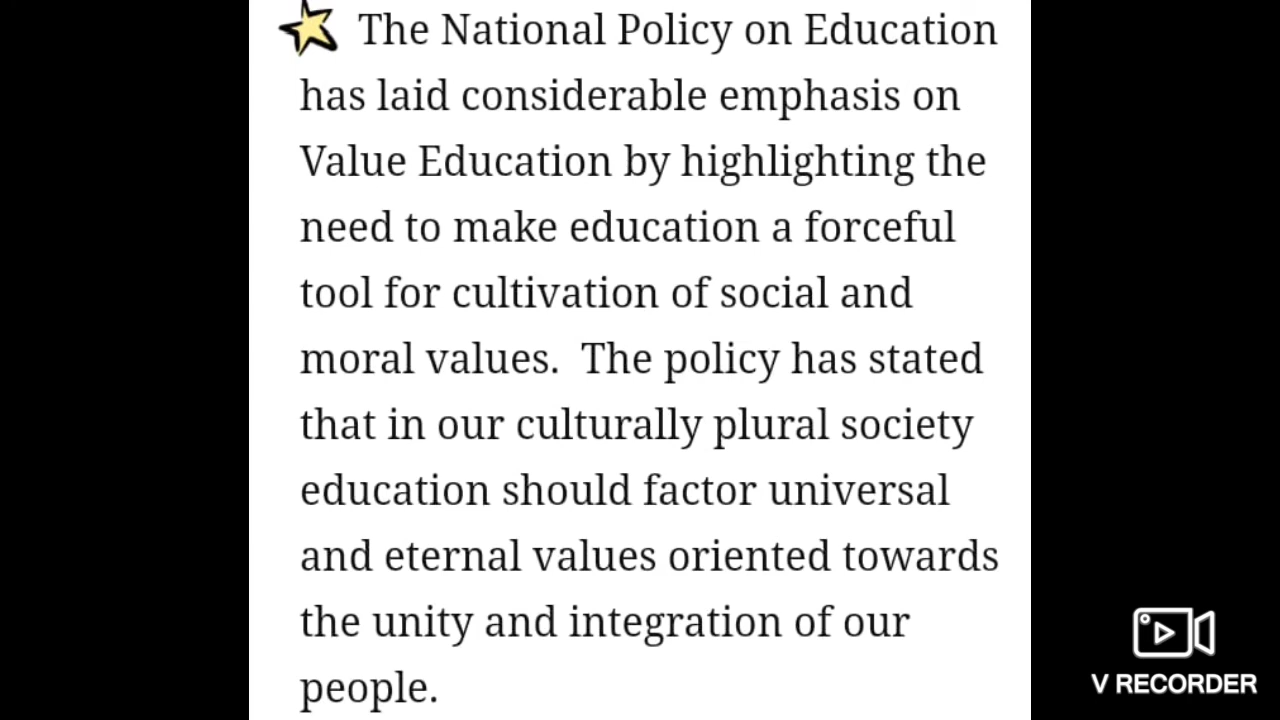 The National Policy on Education
has laid considerable emphasis on
Value Education by highlighting the
need to make education a forceful
tool for cultivation of social and
moral values.  The policy has stated
that in our culturally plural society
education should factor universal
and eternal values oriented towards
the unity and integration of our
people.
V RECORDER